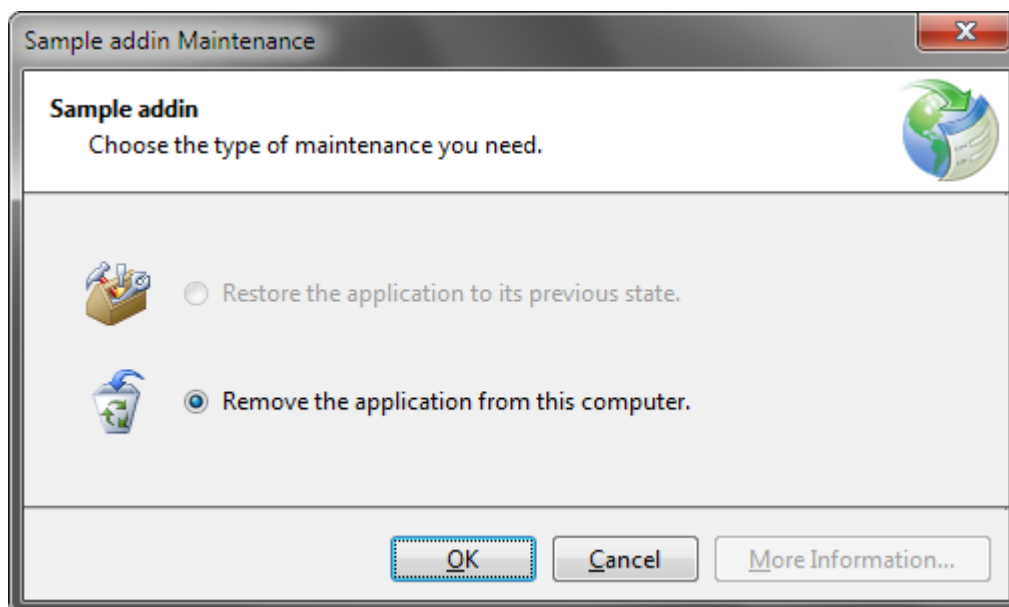 Sample addin Maintenance
X
Sample addin
Choose the type of maintenance you need.
Restore the application to its previous state.
Remove the application from this computer.
OK Cancel More Information...